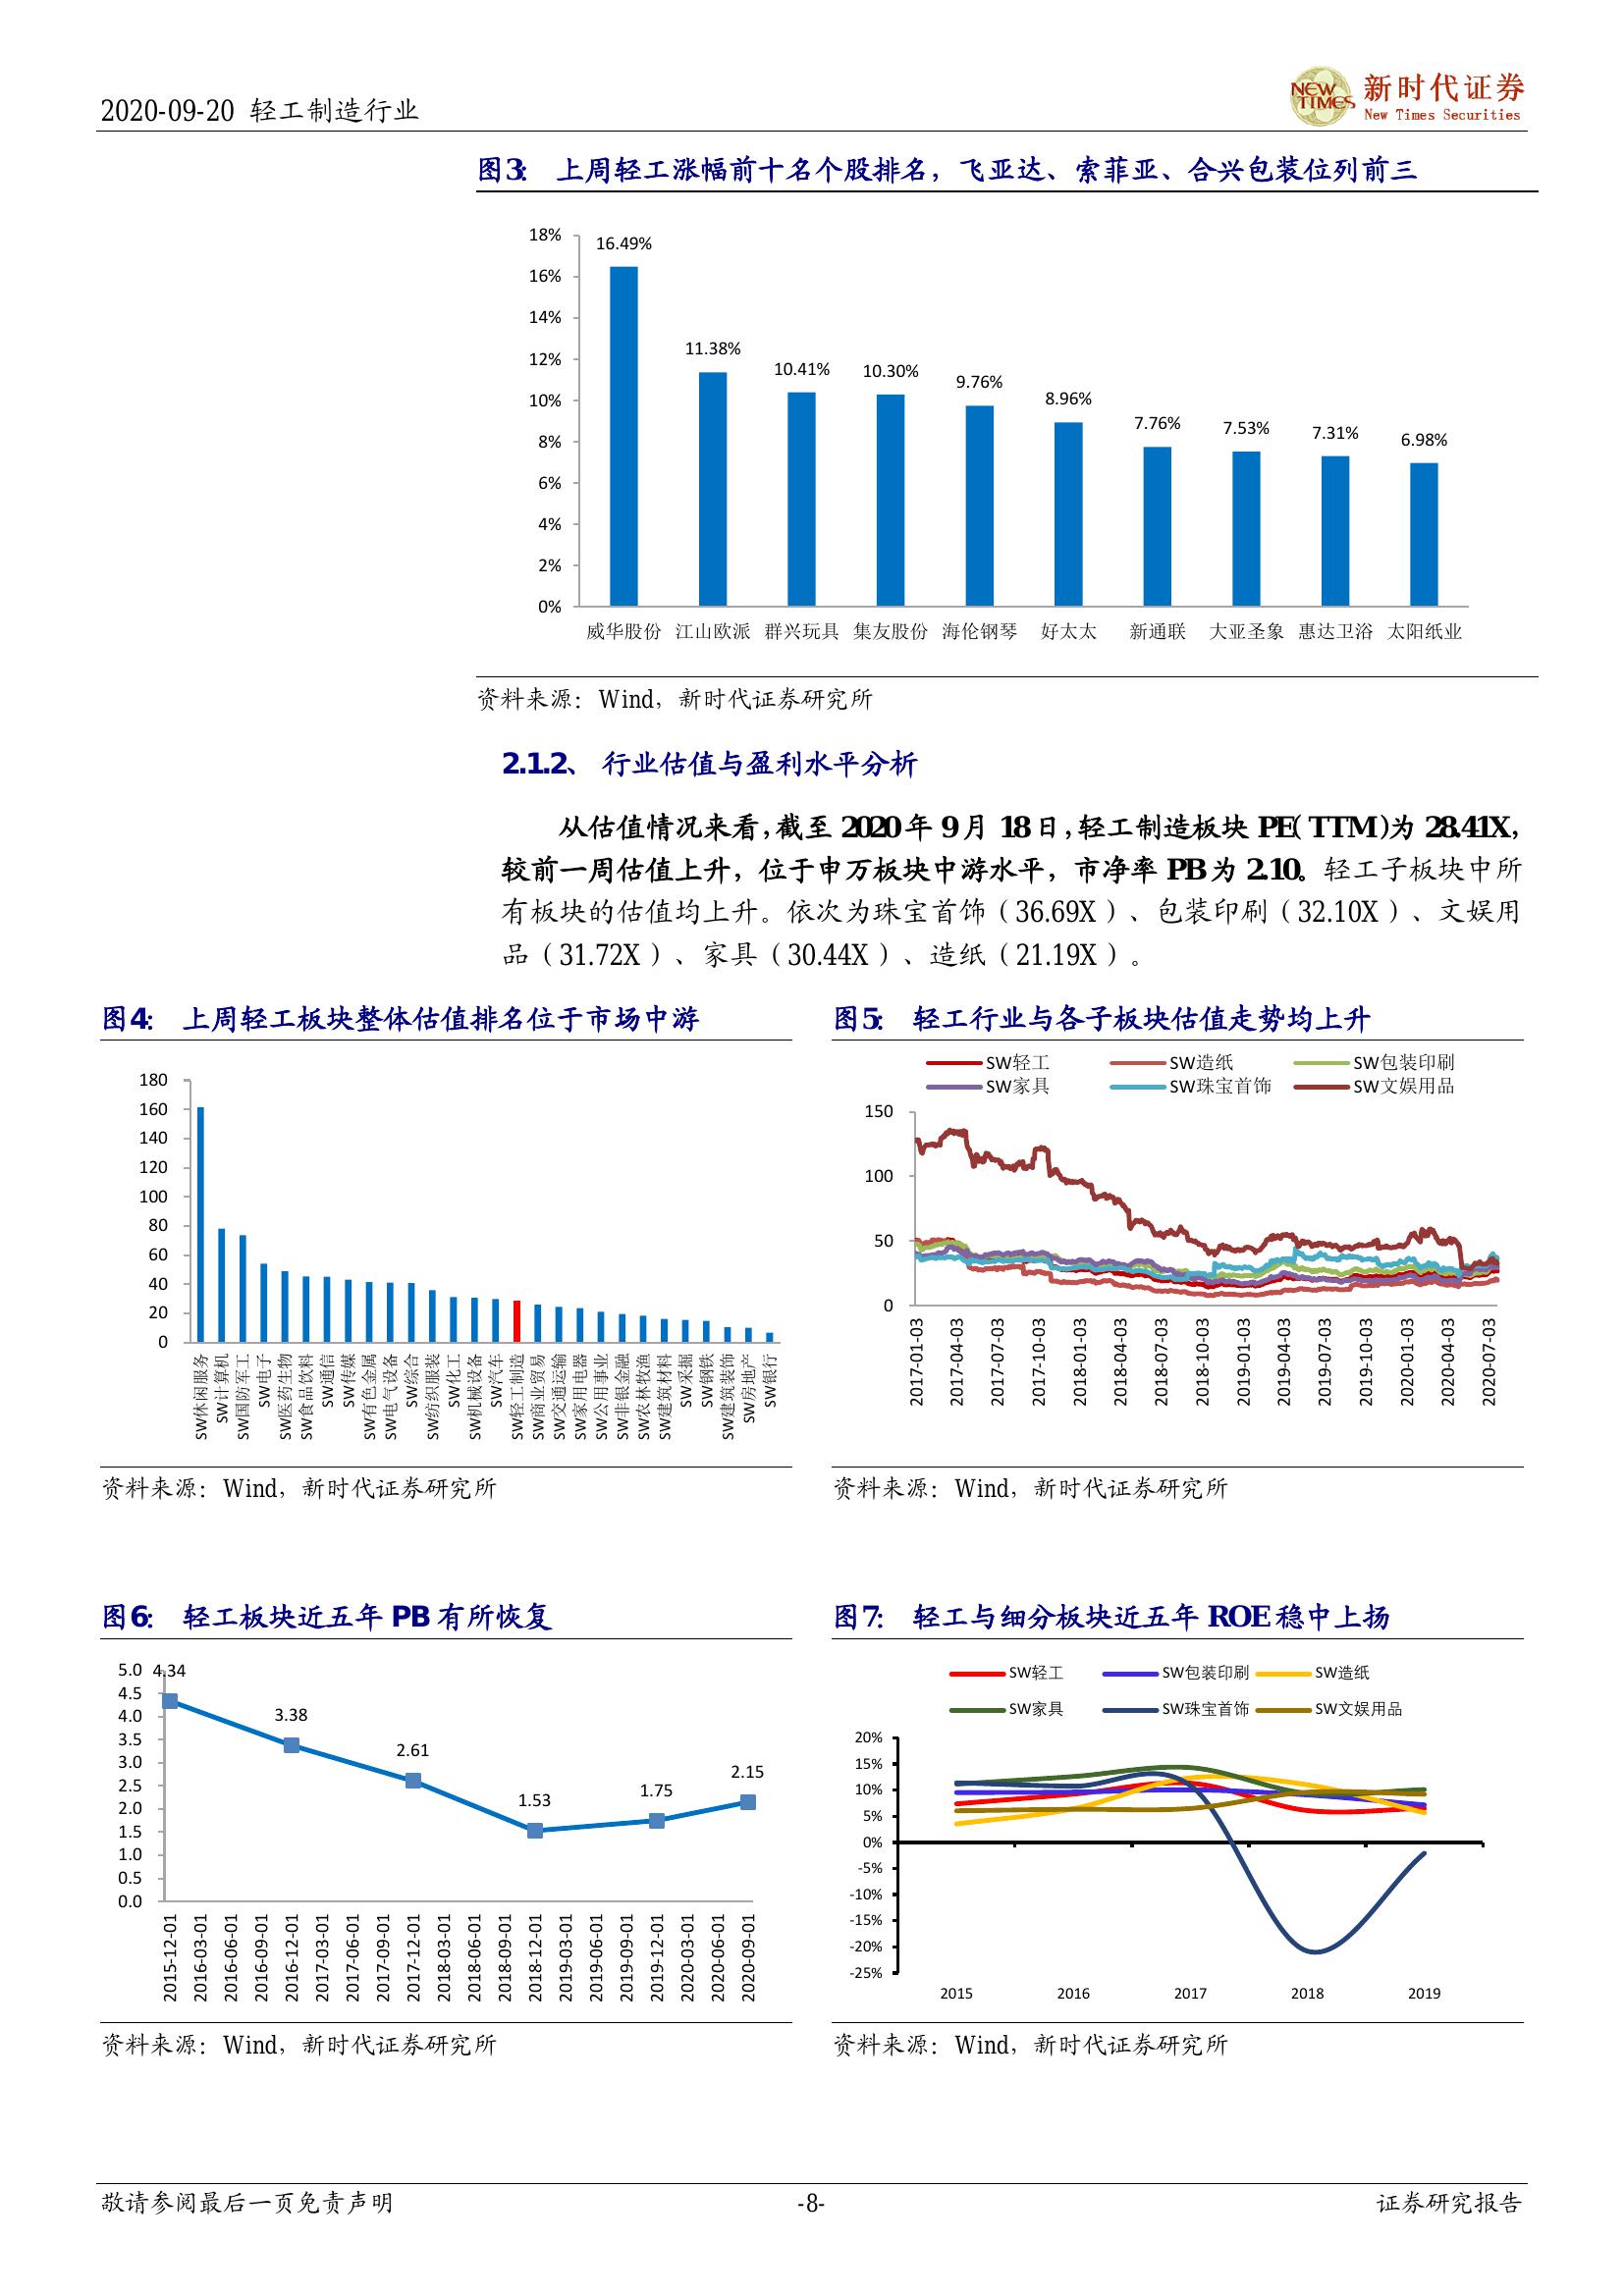 2020-09-20 轻工制造行业
NEW TIMES 新时代证券
New Times Securities
图3： 上周轻工涨幅前十名个股排名，飞亚达、索菲亚、合兴包装位列前三
18%
16%
14%
12%
10%
8%
6%
4%
2%
0%
16.49% 11.38% 10.41% 10.30% 9.76% 8.96% 7.76% 7.53% 7.31% 6.98%
威华股份 江山欧派 群兴玩具 集友股份 海伦钢琴 好太太 新通联 大亚圣象 惠达卫浴 太阳纸业
资料来源：Wind，新时代证券研究所
2.1.2、 行业估值与盈利水平分析
从估值情况来看，截至 2020 年 9 月 18 日，轻工制造板块 PE（TTM）为 28.41X，
较前一周估值上升，位于申万板块中游水平，市净率 PB 为 2.10。轻工子板块中所
有板块的估值均上升。依次为珠宝首饰（36.69X）、包装印刷（32.10X）、文娱用
品（31.72X）、家具（30.44X）、造纸（21.19X）。
图4： 上周轻工板块整体估值排名位于市场中游
180
160
140
120
100
80
60
40
20
0
SW休闲服务
SW计算机
SW国防军工
SW电子
SW医药生物
SW食品饮料
SW通信
SW传媒
SW有色金属
SW电气设备
SW综合
SW纺织服装
SW化工
SW机械设备
SW汽车
SW轻工制造
SW商业贸易
SW交通运输
SW家用电器
SW公用事业
SW非银金融
SW农林牧渔
SW建筑材料
SW采掘
SW钢铁
SW建筑装饰
SW房地产
SW银行
资料来源：Wind，新时代证券研究所
图5： 轻工行业与各子板块估值走势均上升
SW轻工 SW造纸 SW包装印刷
SW家具 SW珠宝首饰 SW文娱用品
150
100
50
0
2017-01-03
2017-04-03
2017-07-03
2017-10-03
2018-01-03
2018-04-03
2018-07-03
2018-10-03
2019-01-03
2019-04-03
2019-07-03
2019-10-03
2020-01-03
2020-04-03
2020-07-03
资料来源：Wind，新时代证券研究所
图6： 轻工板块近五年 PB 有所恢复
5.0
4.5
4.0
3.5
3.0
2.5
2.0
1.5
1.0
0.5
0.0
4.34
3.38
2.61
1.53
1.75
2.15
2015-12-01
2016-03-01
2016-06-01
2016-09-01
2016-12-01
2017-03-01
2017-06-01
2017-09-01
2017-12-01
2018-03-01
2018-06-01
2018-09-01
2018-12-01
2019-03-01
2019-06-01
2019-09-01
2019-12-01
2020-03-01
2020-06-01
2020-09-01
资料来源：Wind，新时代证券研究所
图7： 轻工与细分板块近五年 ROE 稳中上扬
SW轻工 SW包装印刷 SW造纸
SW家具 SW珠宝首饰 SW文娱用品
20%
15%
10%
5%
0%
-5%
-10%
-15%
-20%
-25%
2015 2016 2017 2018 2019
资料来源：Wind，新时代证券研究所
敬请参阅最后一页免责声明 -8- 证券研究报告